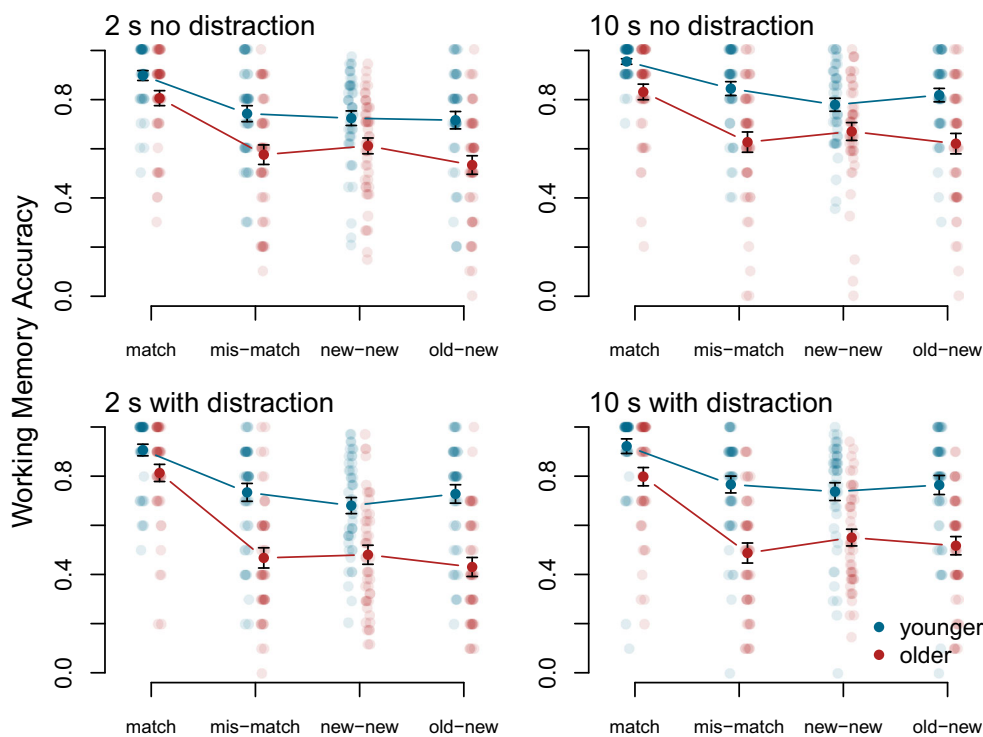 2 s no distraction
10 s no distraction
Working Memory Accuracy
0.0 0.4 0.8
match mis−match new−new old−new
0.0 0.4 0.8
match mis−match new−new old−new
2 s with distraction
10 s with distraction
0.0 0.4 0.8
match mis−match new−new old−new
0.0 0.4 0.8
younger
older
match mis−match new−new old−new